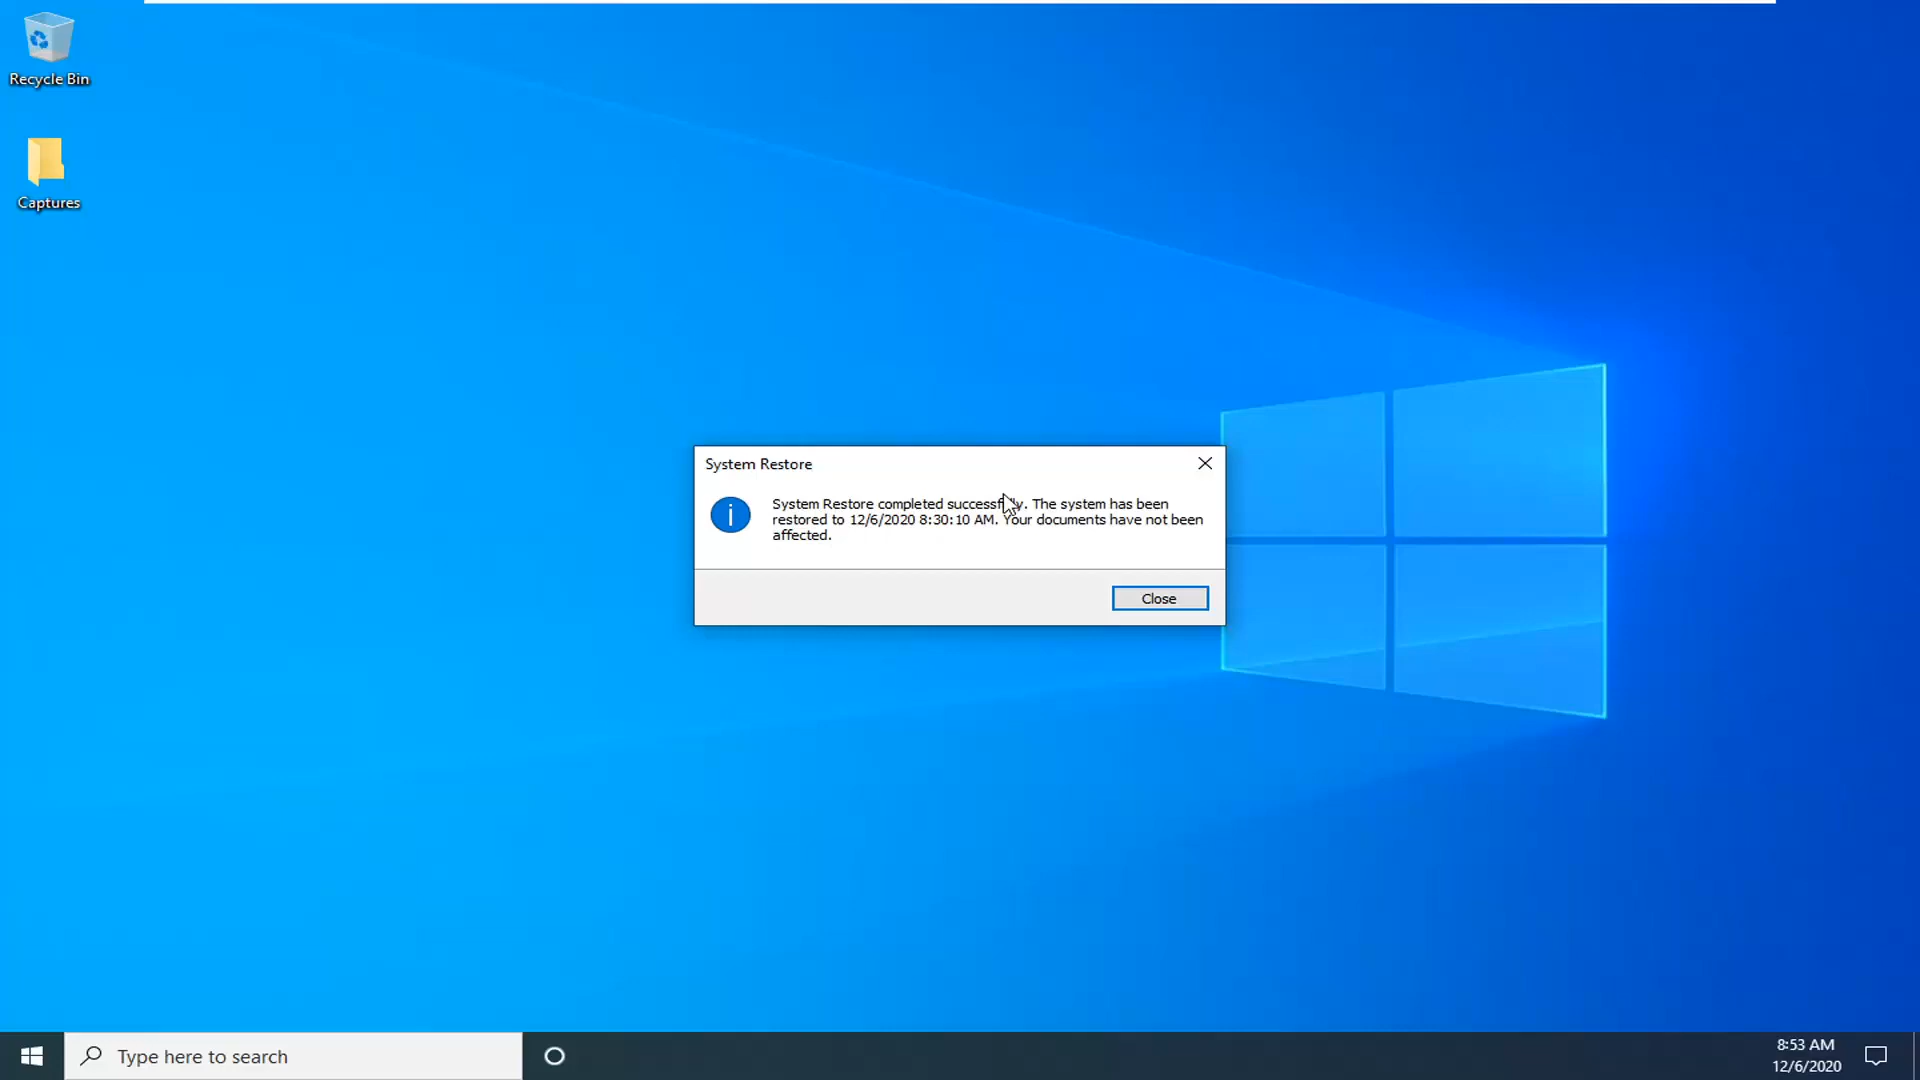 Recycle Bin
Captures
System Restore
System Restore completed successfully. The system has been
restored to 12/6/2020 8:30:10 AM. Your documents have not been
affected.
Close
Type here to search
8:53 AM
12/6/2020